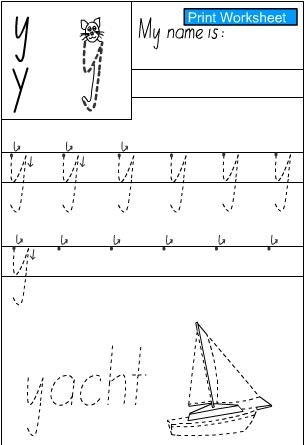 Print Worksheet
y
My name is:
Y
y y y y y y
y
yacht